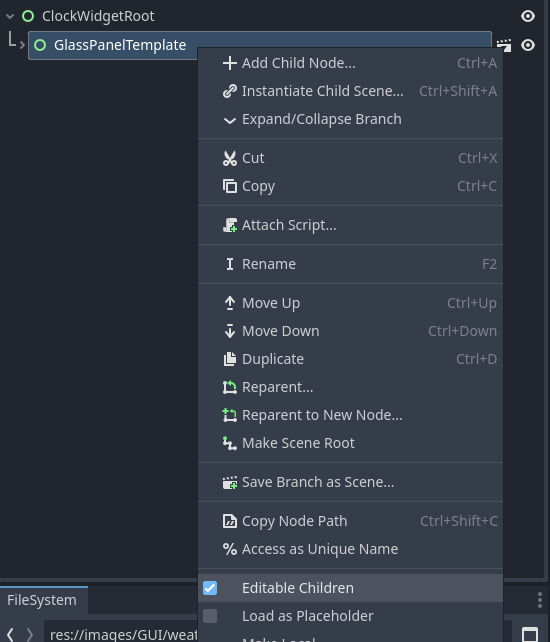 ClockWidgetRoot
GlassPanelTemplate
Add Child Node... Ctrl+A
Instantiate Child Scene... Ctrl+Shift+A
Expand/Collapse Branch
Cut Ctrl+X
Copy Ctrl+C
Attach Script...
Rename F2
Move Up Ctrl+Up
Move Down Ctrl+Down
Duplicate Ctrl+D
Reparent...
Reparent to New Node...
Make Scene Root
Save Branch as Scene...
Copy Node Path Ctrl+Shift+C
% Access as Unique Name
Editable Children
FileSystem
Load as Placeholder
res://images/GUI/weat
Make Local